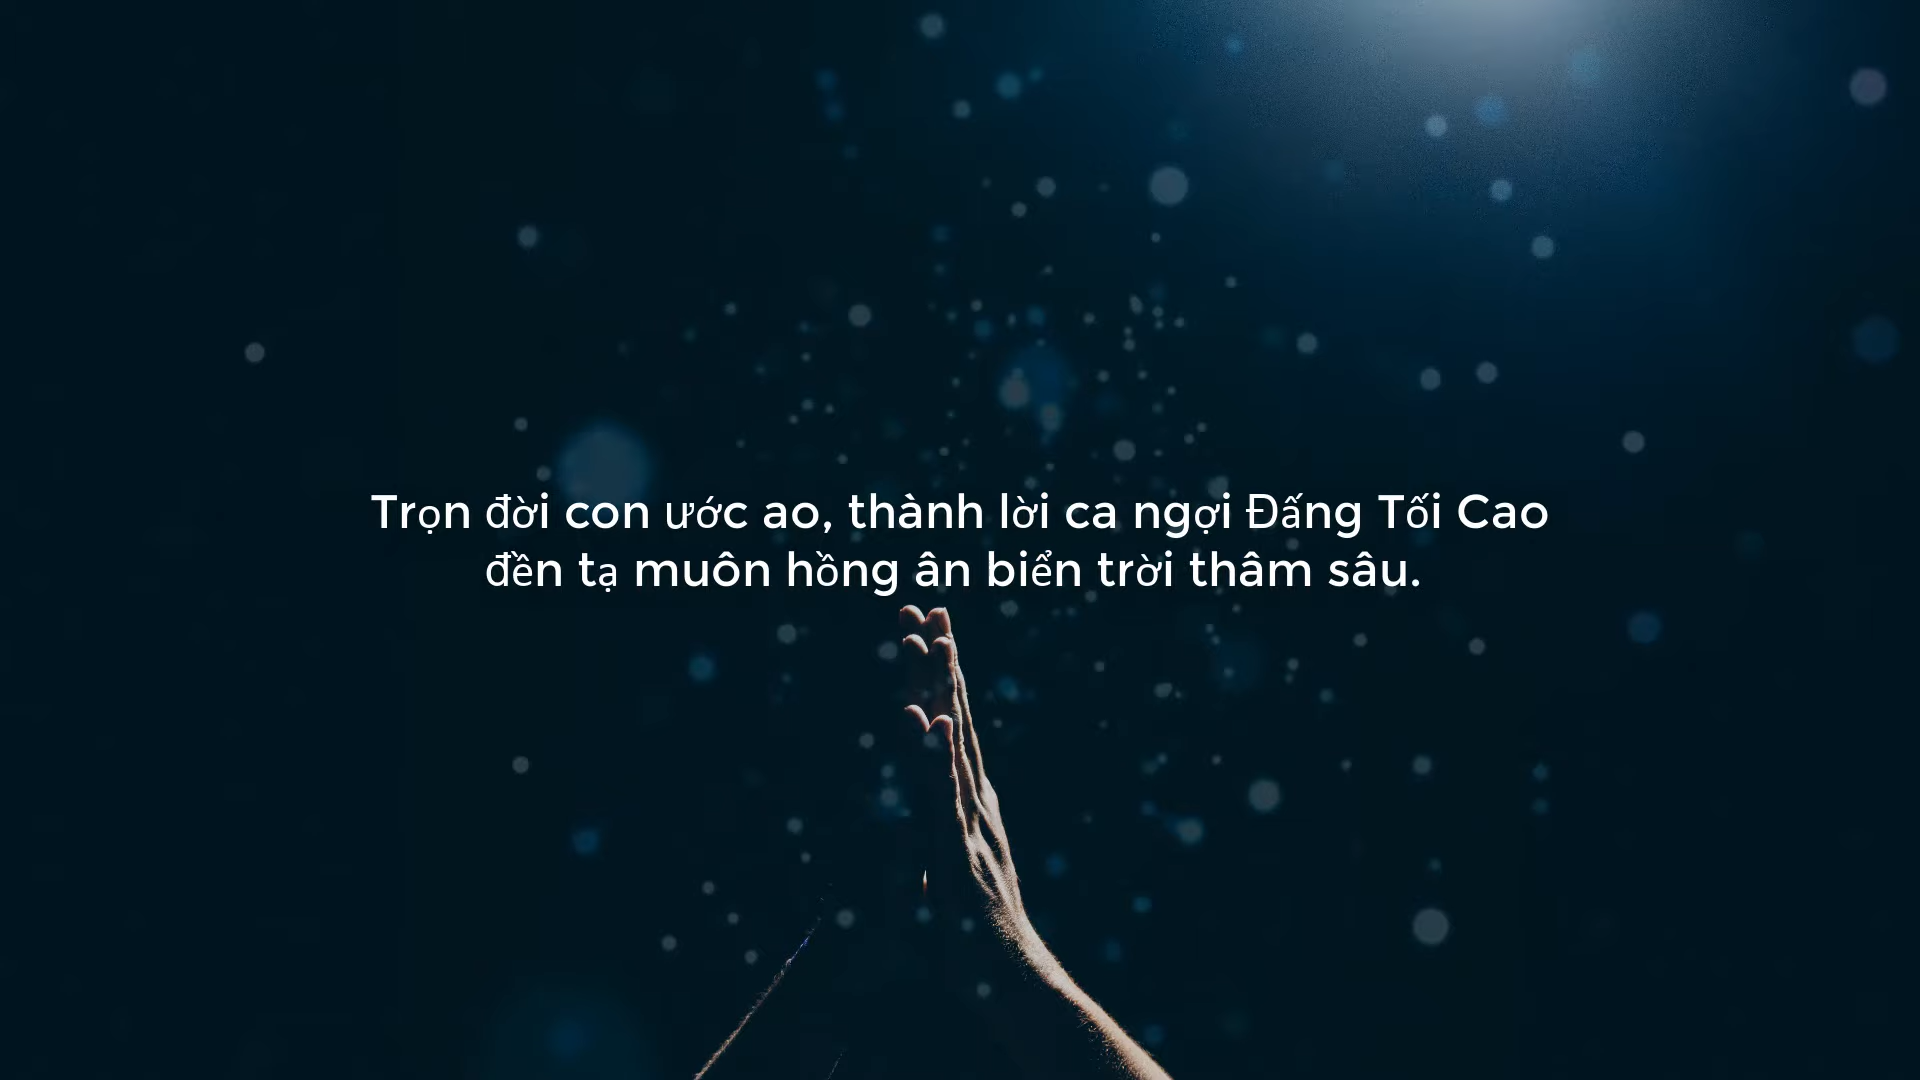 Trọn đời con ước ao, thành lời ca ngợi Đấng Tối Cao
đền tạ muôn hồng ân biển trời thâm sâu.